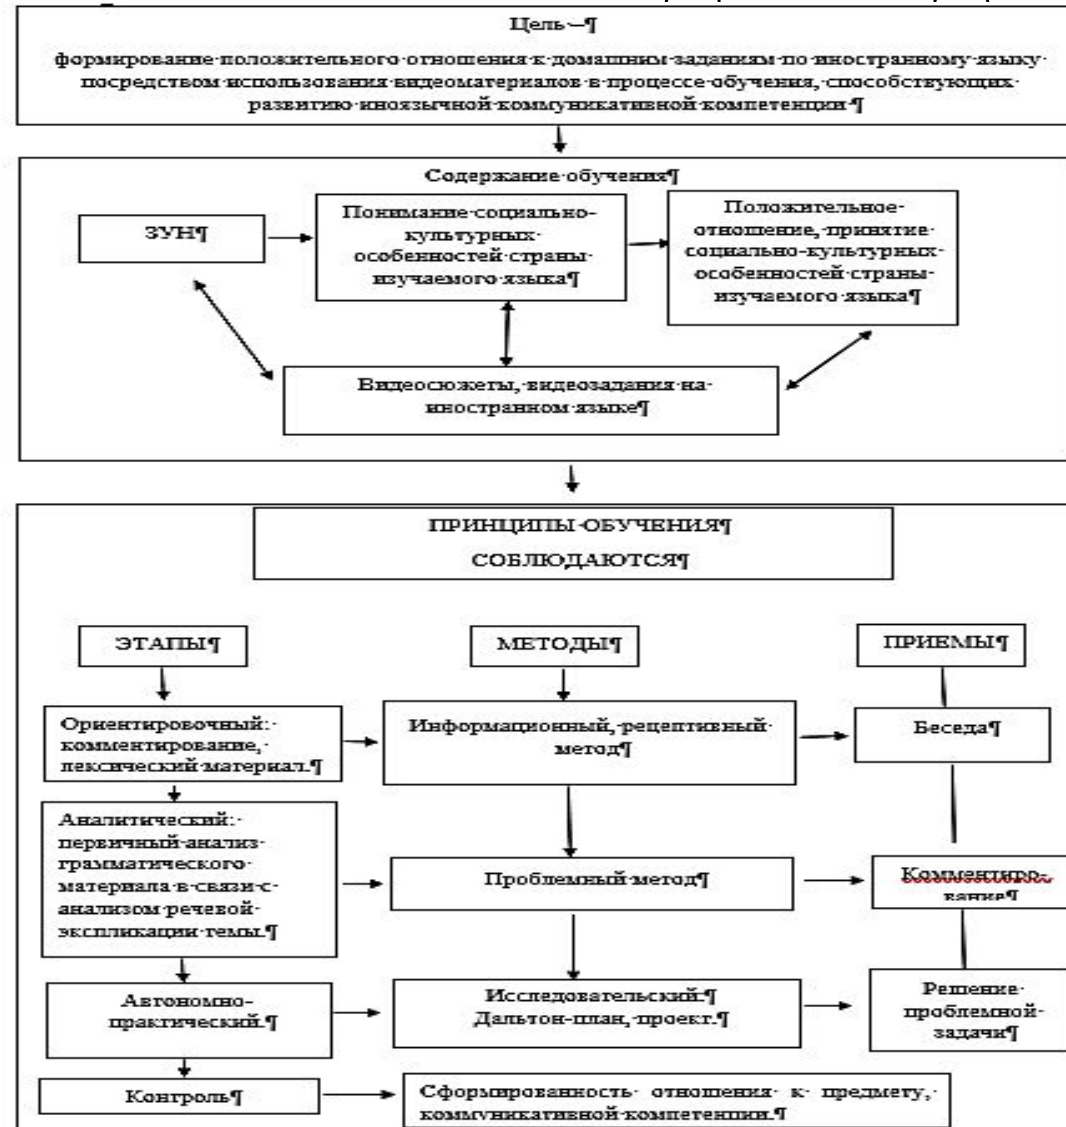 Цель –¶
формирование·положительного·отношения·к·домашним·заданиям·по·иностранному·языку·
посредством·использования·видеоматериалов·в·процессе·обучения,·способствующих·
развитию·иноязычной·коммуникативной·компетенции·¶
Содержание·обучения¶
ЗУН¶
Понимание·социально-
культурных·
особенностей·страны·
изучаемого·языка¶
Положительное·
отношение,·принятие·
социально-культурных·
особенностей·страны·
изучаемого·языка¶
Видеосюжеты,·видеозадания·на·
иностранном·языке¶
ПРИНЦИПЫ·ОБУЧЕНИЯ¶
СОБЛЮДАЮТСЯ¶
ЭТАПЫ¶
МЕТОДЫ¶
ПРИЕМЫ¶
Ориентировочный:·
комментирование,·
лексический·материал.¶
Информационный,·рецептивный·
метод¶
Беседа¶
Аналитический:·
первичный·анализ·
грамматического·
материала·в·связи·с·
анализом·речевой·
экспликации·темы.¶
Проблемный·метод¶
Комментиро-
вание¶
Автономно-
практический.¶
Исследовательский.¶
Дальтон-план,·проект.¶
Решение·
проблемной·
задачи¶
Контроль¶
Сформированность·отношения·к·предмету,·
коммуникативной·компетенции.¶